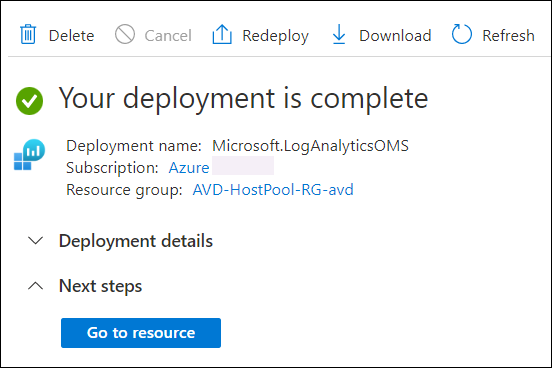 Delete Cancel Redeploy Download Refresh
Your deployment is complete
Deployment name: Microsoft.LogAnalyticsOMS
Subscription: Azure
Resource group: AVD-HostPool-RG-avd
Deployment details
Next steps
Go to resource